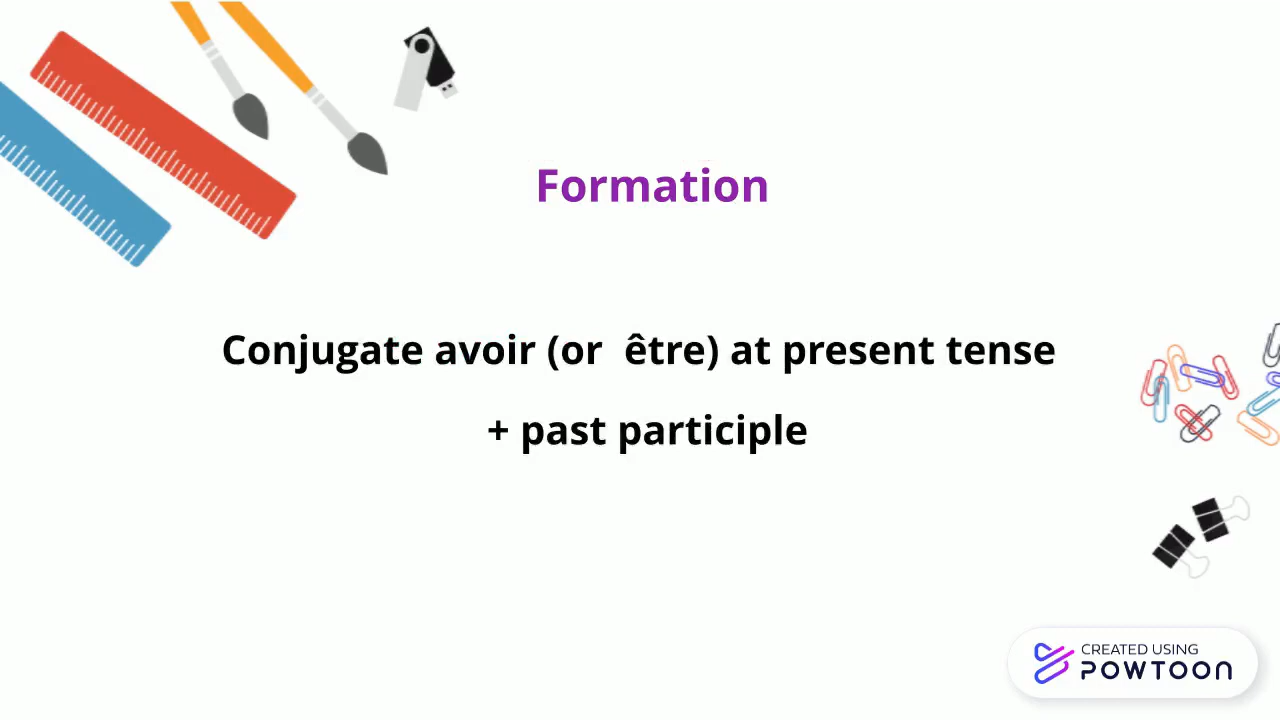 Formation
Conjugate avoir (or être) at present tense
+ past participle
CREATED USING
POWTOON